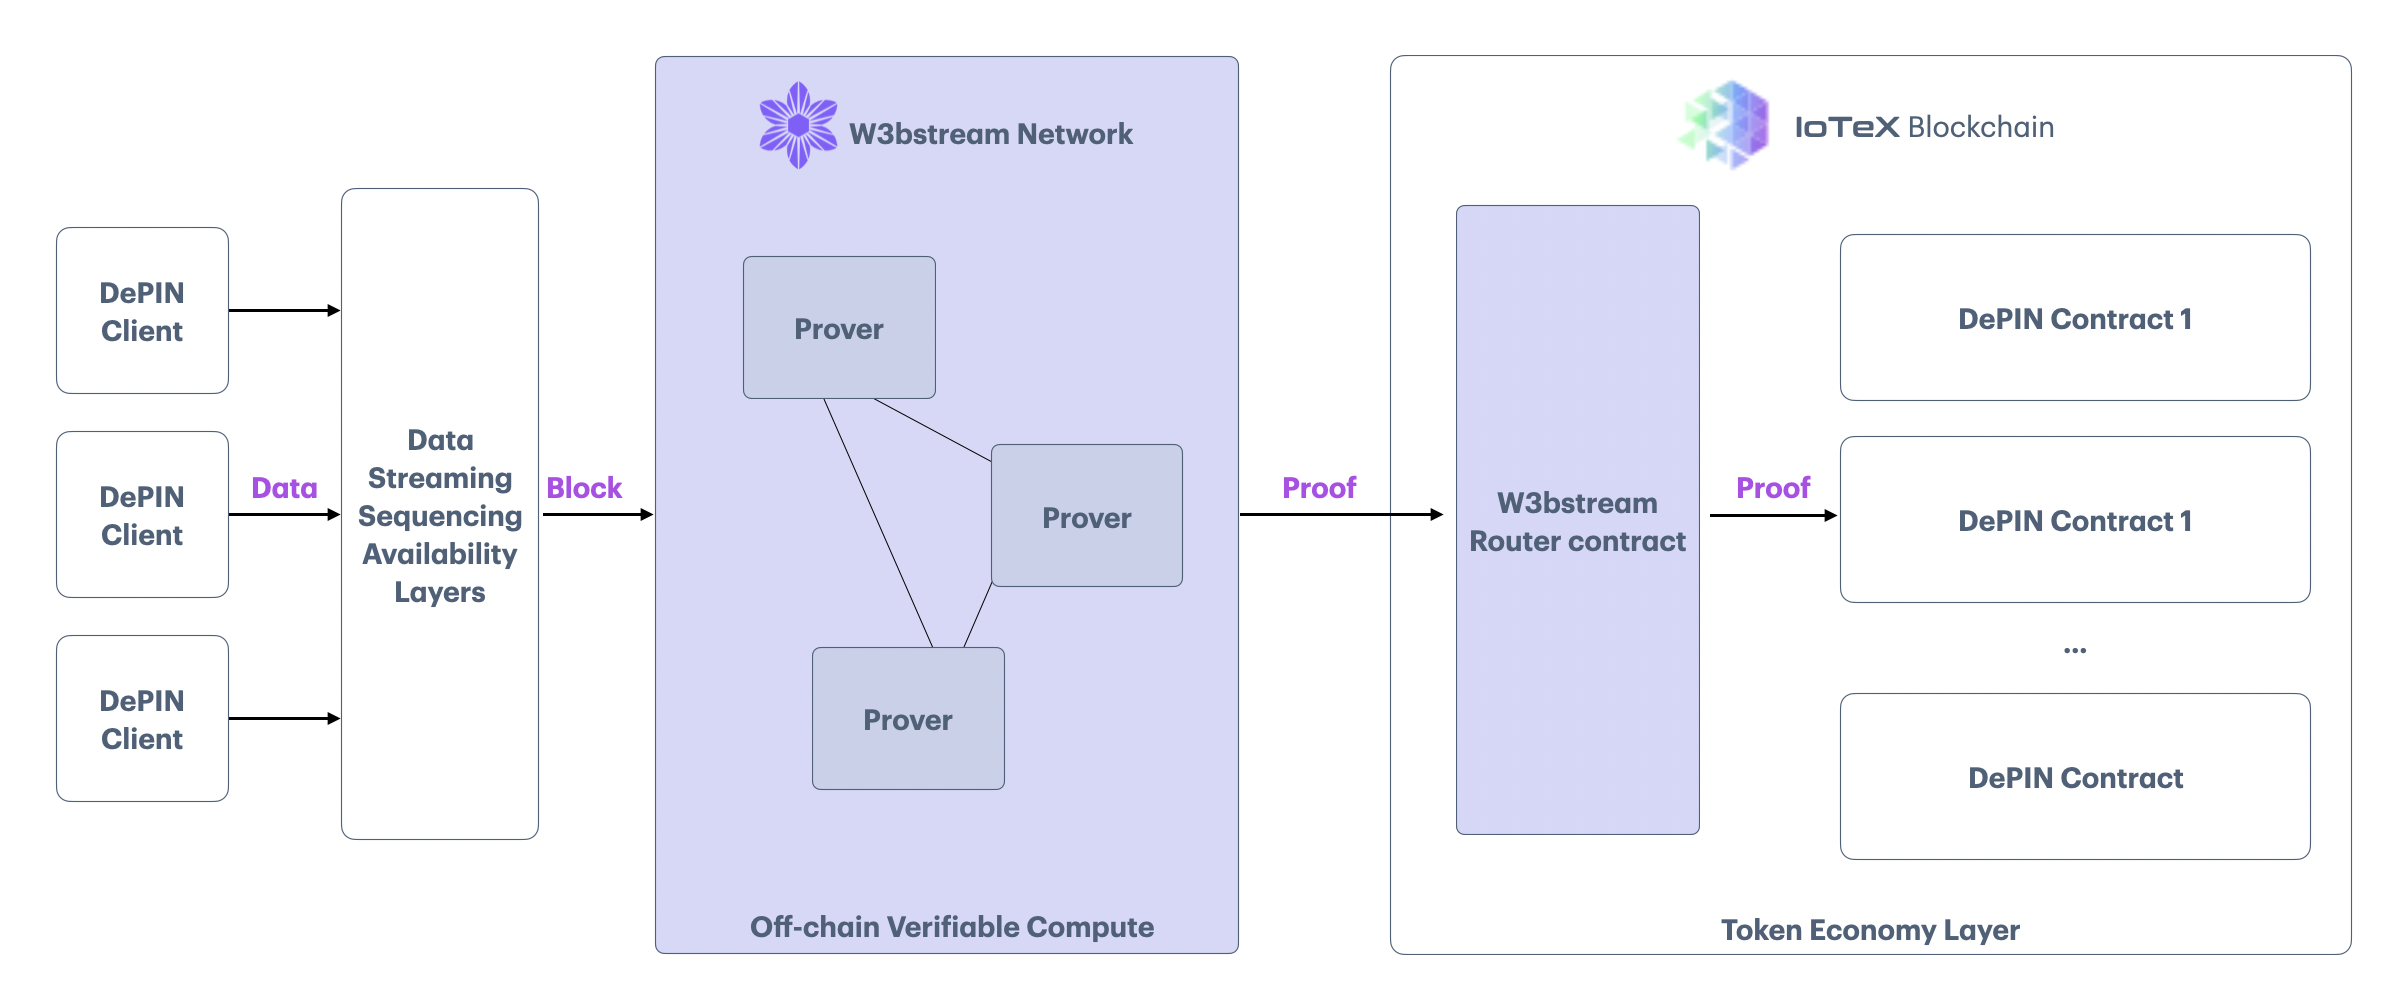 DePIN
Client
DePIN
Client
DePIN
Client
Data
Data
Streaming
Sequencing
Availability
Layers
Block
W3bstream Network
Prover
Prover
Prover
Off-chain Verifiable Compute
Proof
IoTeX Blockchain
W3bstream
Router contract
Proof
DePIN Contract 1
DePIN Contract 1
...
DePIN Contract
Token Economy Layer